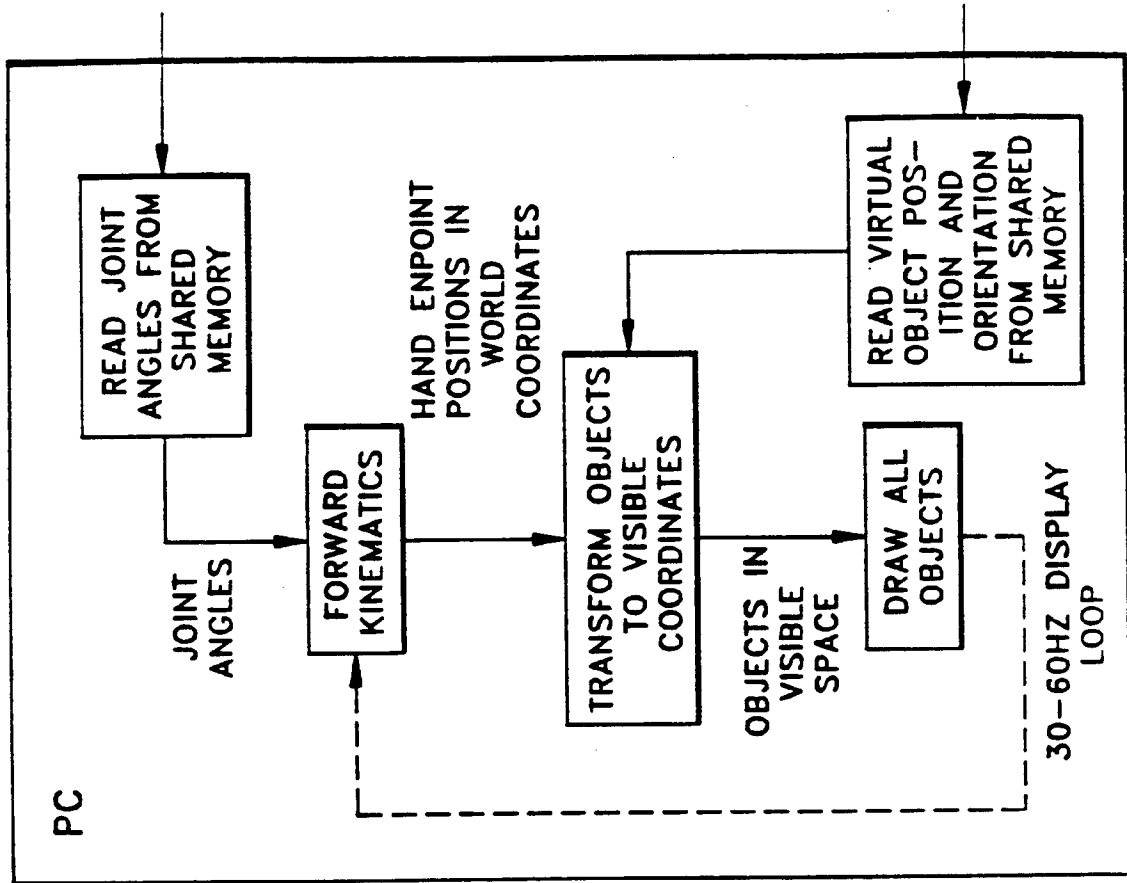 PC
READ JOINT
ANGLES FROM
SHARED
MEMORY
JOINT
ANGLES
FORWARD
KINEMATICS
HAND ENPOINT
POSITIONS IN
WORLD
COORDINATES
TRANSFORM OBJECTS
TO VISIBLE
COORDINATES
READ VIRTUAL
OBJECT POS-
ITION AND
ORIENTATION
FROM SHARED
MEMORY
OBJECTS IN
VISIBLE
SPACE
DRAW ALL
OBJECTS
30-60HZ DISPLAY
LOOP